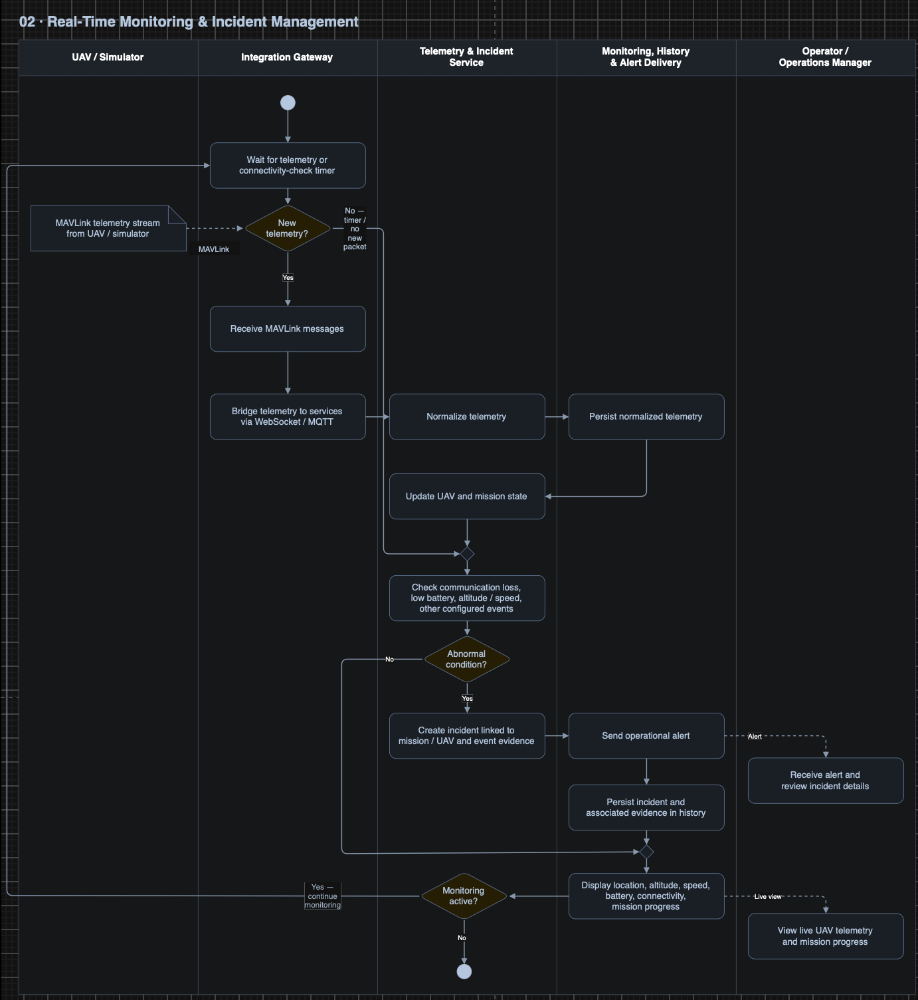 02 · Real-Time Monitoring & Incident Management
UAV / Simulator
Integration Gateway
Telemetry & Incident
Service
Monitoring, History
& Alert Delivery
Operator /
Operations Manager
Wait for telemetry or
connectivity-check timer
MAVLink telemetry stream
from UAV / simulator
MAVLink
New
telemetry?
No —
timer /
no
new
packet
Yes
Receive MAVLink messages
Bridge telemetry to services
via WebSocket / MQTT
Normalize telemetry
Persist normalized telemetry
Update UAV and mission state
Check communication loss,
low battery, altitude / speed,
other configured events
Abnormal
condition?
No
Yes
Create incident linked to
mission / UAV and event evidence
Send operational alert
Alert
Receive alert and
review incident details
Persist incident and
associated evidence in history
Display location, altitude, speed,
battery, connectivity,
mission progress
Live view
View live UAV telemetry
and mission progress
Monitoring
active?
Yes —
continue
monitoring
No